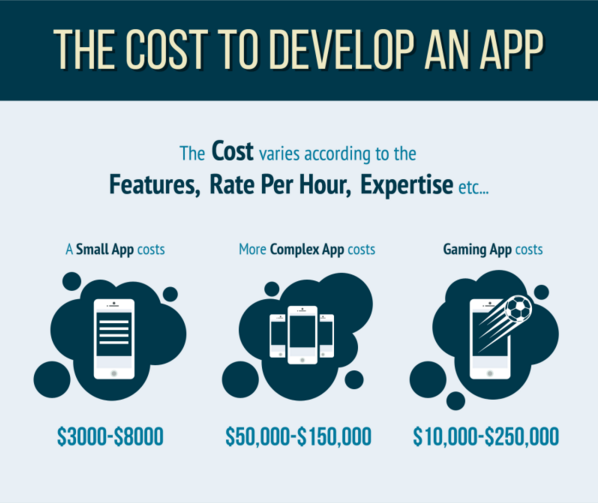 THE COST TO DEVELOP AN APP
The Cost varies according to the
Features, Rate Per Hour, Expertise etc...
A Small App costs
More Complex App costs
Gaming App costs
$3000-$8000
$50,000-$150,000
$10,000-$250,000